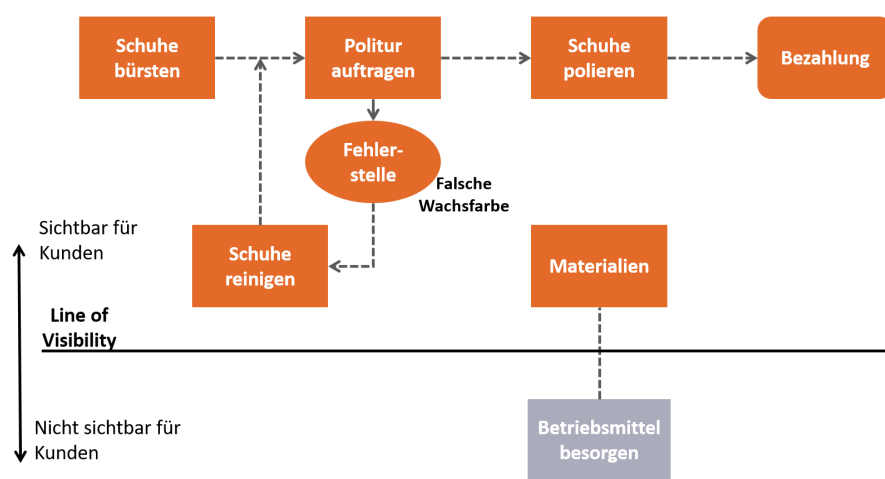 Schuhe
bürsten
Politur
auftragen
Schuhe
polieren
Bezahlung
Fehler-
stelle
Falsche
Wachsfarbe
Sichtbar für
Kunden
Schuhe
reinigen
Materialien
Line of
Visibility
Nicht sichtbar für
Kunden
Betriebsmittel
besorgen